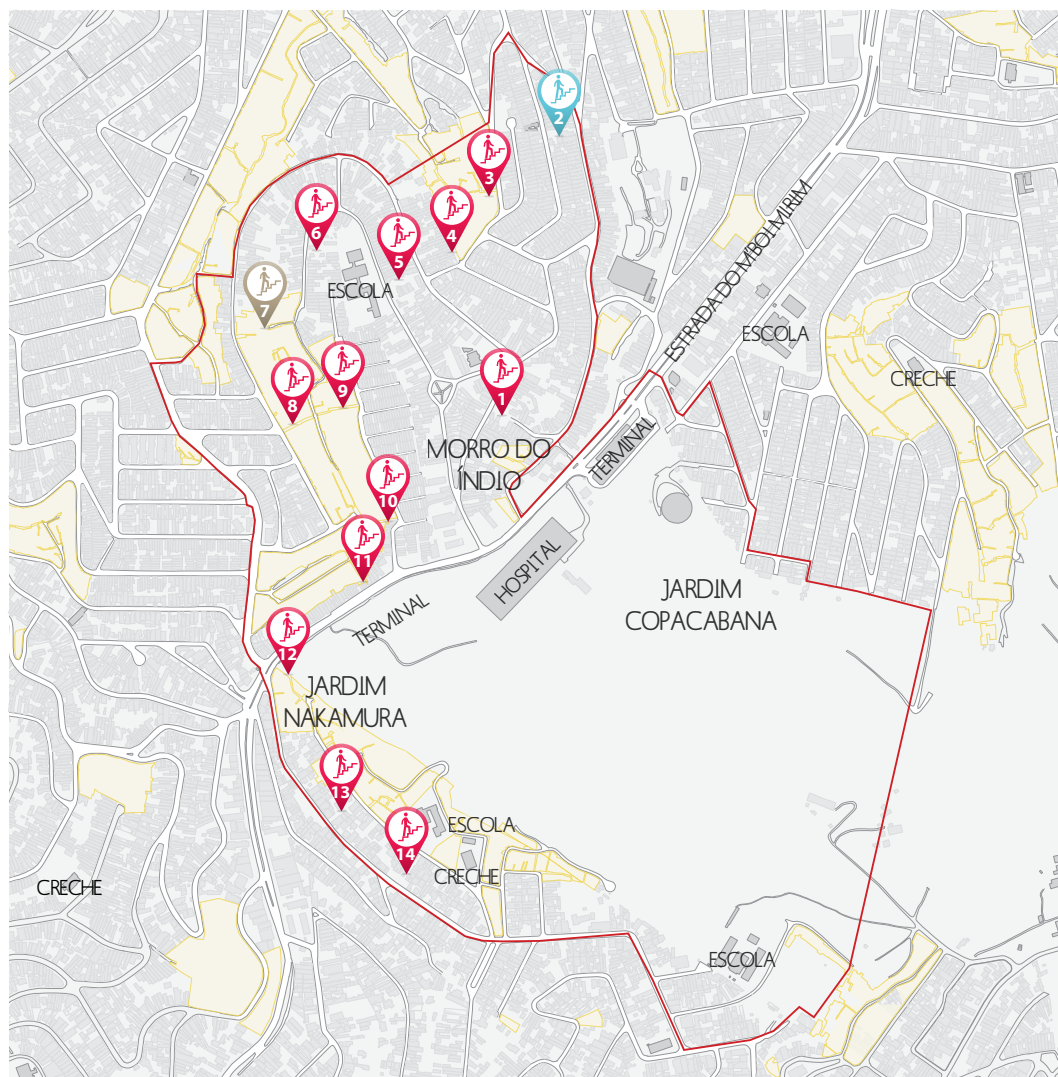 2
3
6
4
5
ESCOLA
7
ESTRADA DO M'BOI MIRIM
ESCOLA
CRECHE
9
8
1
MORRO DO
ÍNDIO
TERMINAL
10
11
HOSPITAL
JARDIM
COPACABANA
TERMINAL
12
JARDIM
NAKAMURA
13
14
ESCOLA
CRECHE
CRECHE
ESCOLA